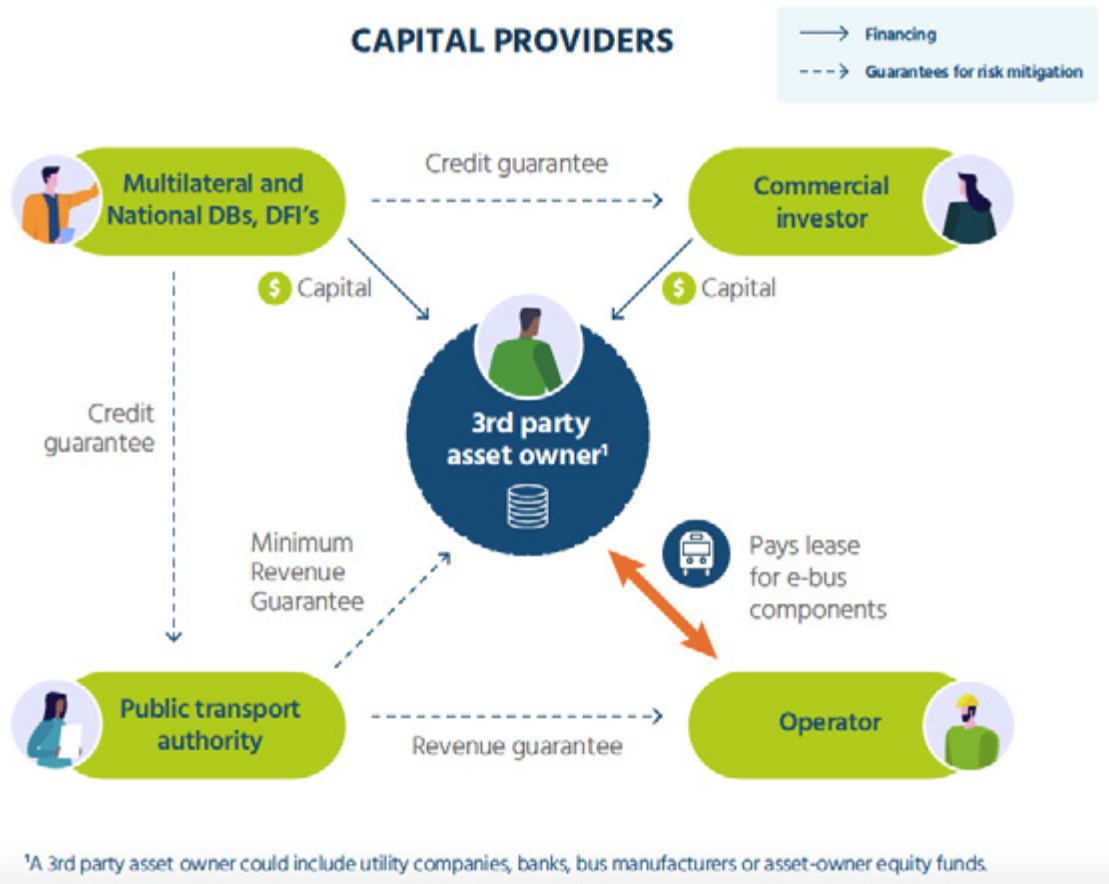 CAPITAL PROVIDERS
Financing
Guarantees for risk mitigation
Multilateral and
National DBs, DFI's
Credit guarantee
Commercial
investor
$ Capital
$ Capital
3rd party
asset owner¹
Credit
guarantee
Minimum
Revenue
Guarantee
Pays lease
for e-bus
components
Public transport
authority
Revenue guarantee
Operator
¹A 3rd party asset owner could include utility companies, banks, bus manufacturers or asset-owner equity funds.